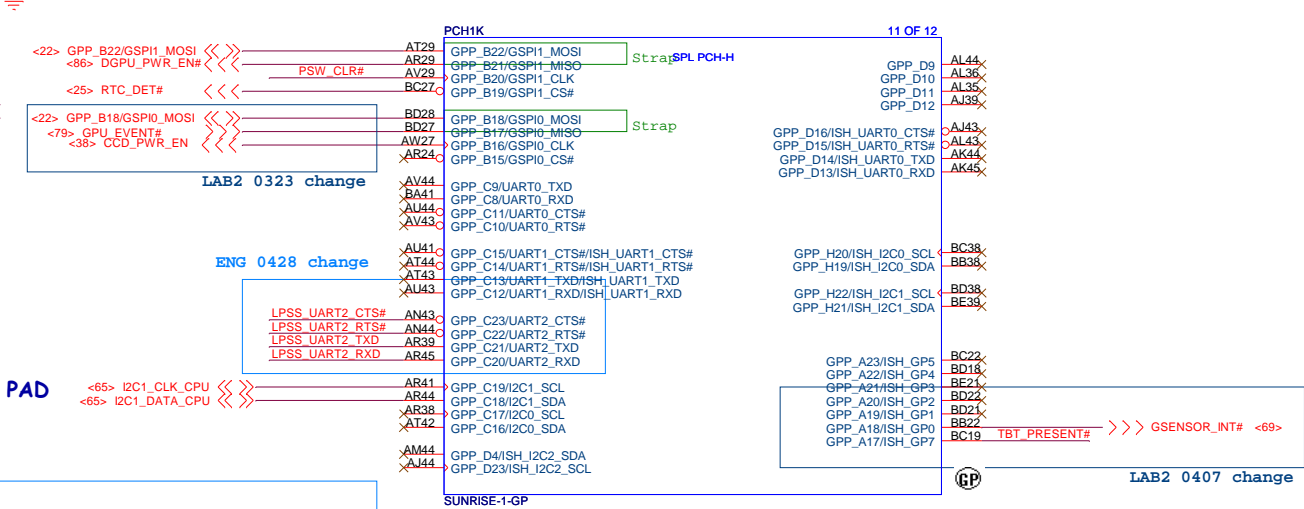 PCH1K 11 OF 12
<22> GPP_B22/GSPI1_MOSI AT29 GPP_B22/GSPI1_MOSI Strap SPL PCH-H
<86> DGPU_PWR_EN# AR29 GPP_B21/GSPI1_MISO
PSW_CLR# AV29 GPP_B20/GSPI1_CLK
<25> RTC_DET# BC27 GPP_B19/GSPI1_CS#
GPP_D9 AL44
GPP_D10 AL36
GPP_D11 AL35
GPP_D12 AJ39
<22> GPP_B18/GSPI0_MOSI BD28 GPP_B18/GSPI0_MOSI Strap
<79> GPU_EVENT# BD27 GPP_B17/GSPI0_MISO
<38> CCD_PWR_EN AW27 GPP_B16/GSPI0_CLK
AR24 GPP_B15/GSPI0_CS#
LAB2 0323 change
GPP_D16/ISH_UART0_CTS# AJ43
GPP_D15/ISH_UART0_RTS# AL43
GPP_D14/ISH_UART0_TXD AK44
GPP_D13/ISH_UART0_RXD AK45
AV44 GPP_C9/UART0_TXD
BA41 GPP_C8/UART0_RXD
AU44 GPP_C11/UART0_CTS#
AV43 GPP_C10/UART0_RTS#
AU41 GPP_C15/UART1_CTS#/ISH_UART1_CTS#
AT44 GPP_C14/UART1_RTS#/ISH_UART1_RTS#
AT43 GPP_C13/UART1_TXD/ISH_UART1_TXD
AU43 GPP_C12/UART1_RXD/ISH_UART1_RXD
ENG 0428 change
GPP_H20/ISH_I2C0_SCL BC38
GPP_H19/ISH_I2C0_SDA BB38
GPP_H22/ISH_I2C1_SCL BD38
GPP_H21/ISH_I2C1_SDA BE39
LPSS_UART2_CTS# AN43 GPP_C23/UART2_CTS#
LPSS_UART2_RTS# AN44 GPP_C22/UART2_RTS#
LPSS_UART2_TXD AR39 GPP_C21/UART2_TXD
LPSS_UART2_RXD AR45 GPP_C20/UART2_RXD
PAD
<65> I2C1_CLK_CPU AR41 GPP_C19/I2C1_SCL
<65> I2C1_DATA_CPU AR44 GPP_C18/I2C1_SDA
AR38 GPP_C17/I2C0_SCL
AT42 GPP_C16/I2C0_SDA
AM44 GPP_D4/ISH_I2C2_SDA
AJ44 GPP_D23/ISH_I2C2_SCL
GPP_A23/ISH_GP5 BC22
GPP_A22/ISH_GP4 BD18
GPP_A21/ISH_GP3 BE21
GPP_A20/ISH_GP2 BD22
GPP_A19/ISH_GP1 BD21
GPP_A18/ISH_GP0 BB22 GSENSOR_INT# <69>
GPP_A17/ISH_GP7 BC19 TBT_PRESENT#
LAB2 0407 change
GP
SUNRISE-1-GP